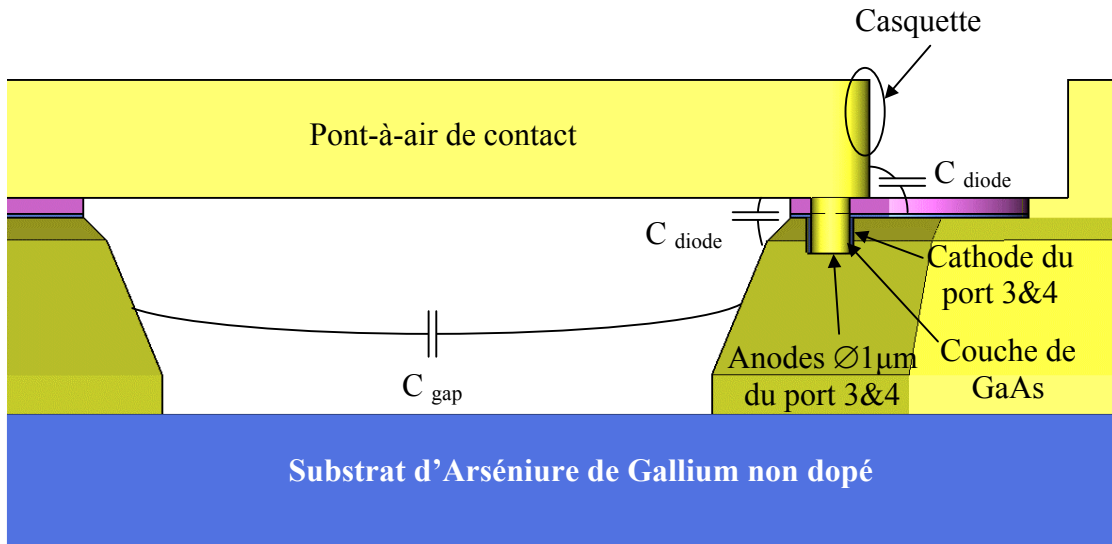 Casquette
Pont-à-air de contact
C diode
C diode
Cathode du
port 3&4
Anodes ∅1μm
du port 3&4
Couche de
GaAs
C gap
Substrat d’Arséniure de Gallium non dopé